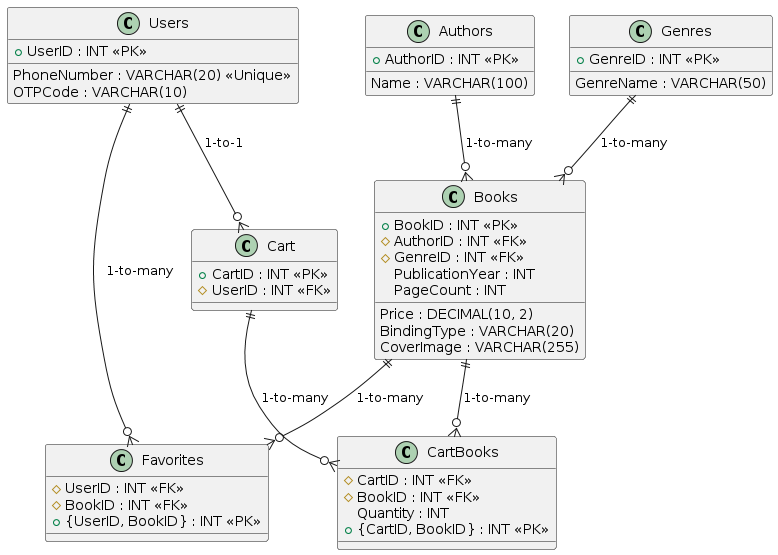 C Users
UserID : INT «PK»
PhoneNumber : VARCHAR(20) «Unique»
OTPCode : VARCHAR(10)
C Authors
AuthorID : INT «PK»
Name : VARCHAR(100)
C Genres
GenreID : INT «PK»
GenreName : VARCHAR(50)
1-to-1
1-to-many
1-to-many
C Books
BookID : INT «PK»
AuthorID : INT «FK»
GenreID : INT «FK»
PublicationYear : INT
PageCount : INT
Price : DECIMAL(10, 2)
BindingType : VARCHAR(20)
CoverImage : VARCHAR(255)
C Cart
CartID : INT «PK»
UserID : INT «FK»
1-to-many
1-to-many
1-to-many
1-to-many
C Favorites
UserID : INT «FK»
BookID : INT «FK»
{UserID, BookID} : INT «PK»
C CartBooks
CartID : INT «FK»
BookID : INT «FK»
Quantity : INT
{CartID, BookID} : INT «PK»